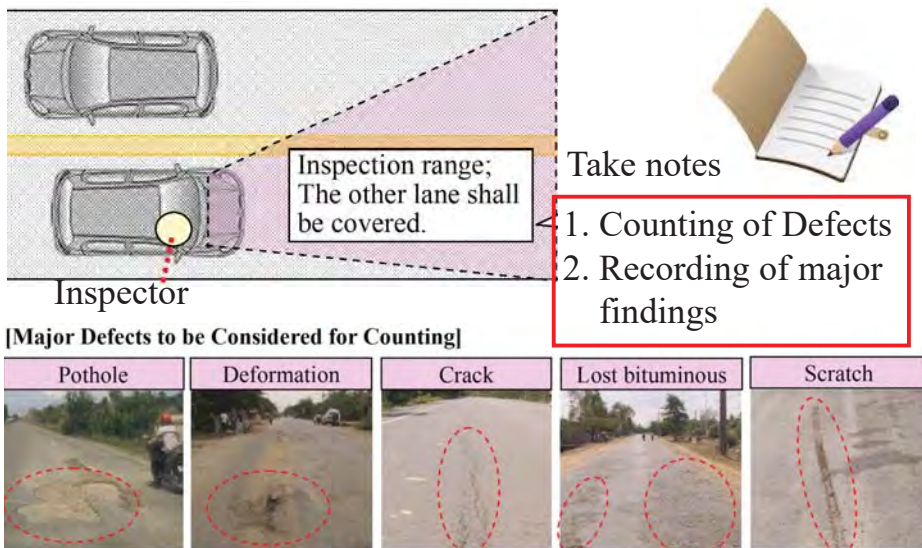 Inspection range;
The other lane shall
be covered.
Take notes
1. Counting of Defects
2. Recording of major
findings
Inspector
[Major Defects to be Considered for Counting]
Pothole
Deformation
Crack
Lost bituminous
Scratch